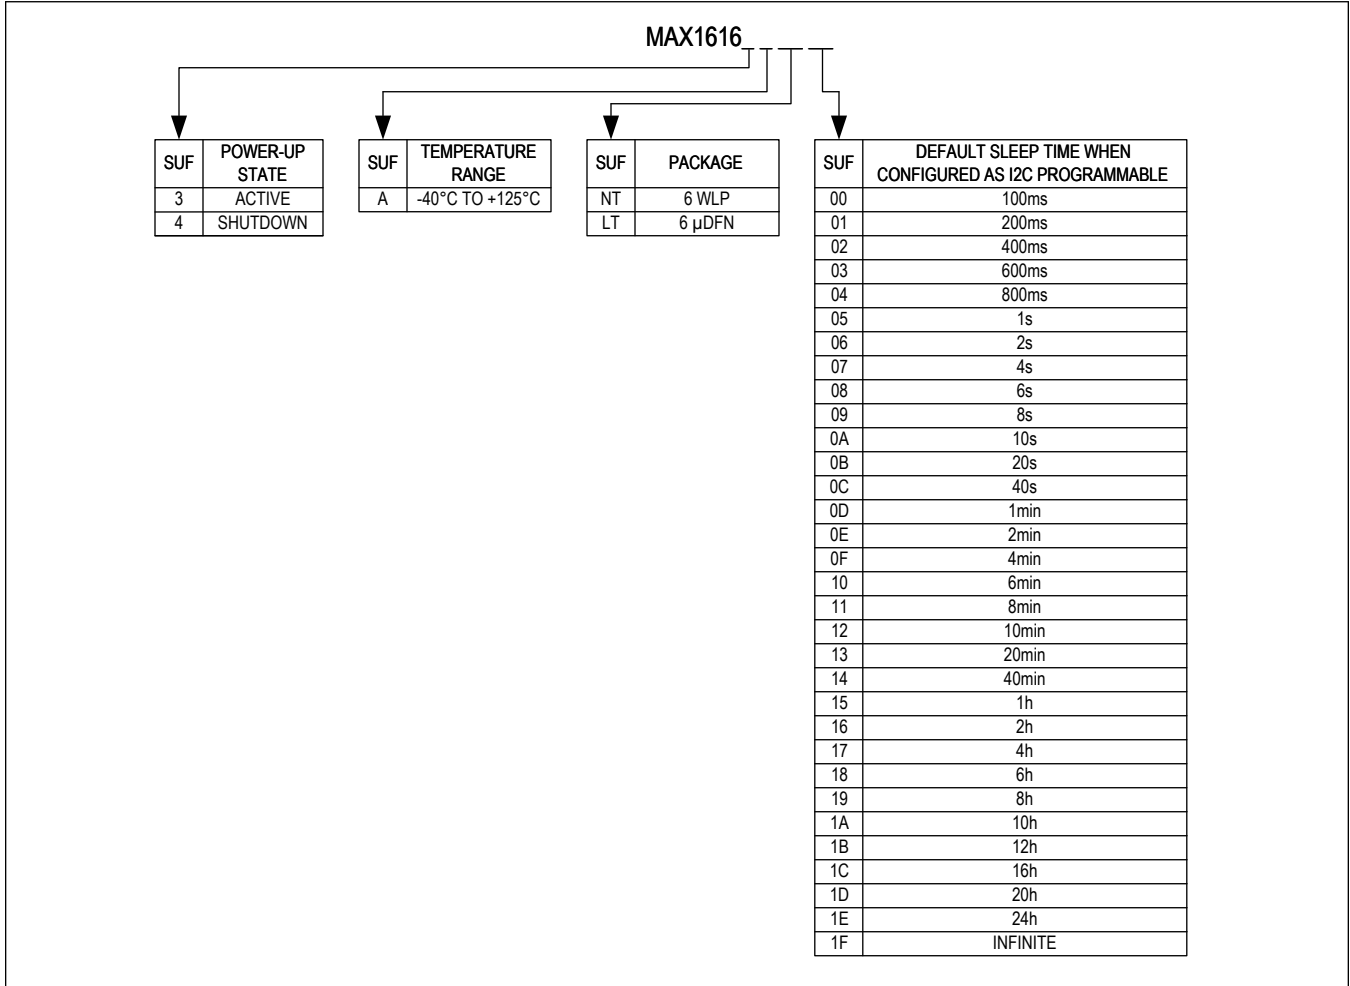 MAX1616_ _ _ _
SUF POWER-UP STATE
3 ACTIVE
4 SHUTDOWN
SUF TEMPERATURE RANGE
A -40°C TO +125°C
SUF PACKAGE
NT 6 WLP
LT 6 µDFN
SUF DEFAULT SLEEP TIME WHEN CONFIGURED AS I2C PROGRAMMABLE
00 100ms
01 200ms
02 400ms
03 600ms
04 800ms
05 1s
06 2s
07 4s
08 6s
09 8s
0A 10s
0B 20s
0C 40s
0D 1min
0E 2min
0F 4min
10 6min
11 8min
12 10min
13 20min
14 40min
15 1h
16 2h
17 4h
18 6h
19 8h
1A 10h
1B 12h
1C 16h
1D 20h
1E 24h
1F INFINITE